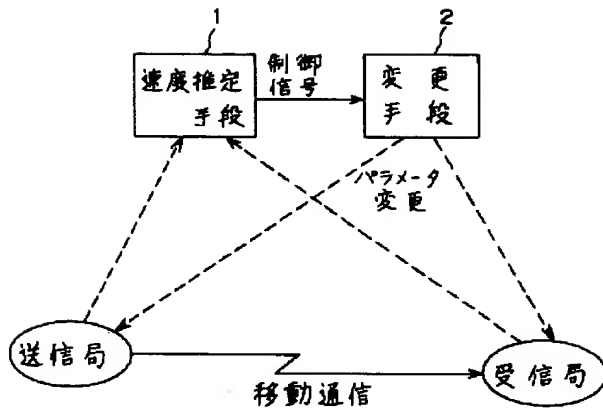 1
2
速度推定
手段
制御
信号
変更
手段
パラメータ
変更
送信局
受信局
移動通信